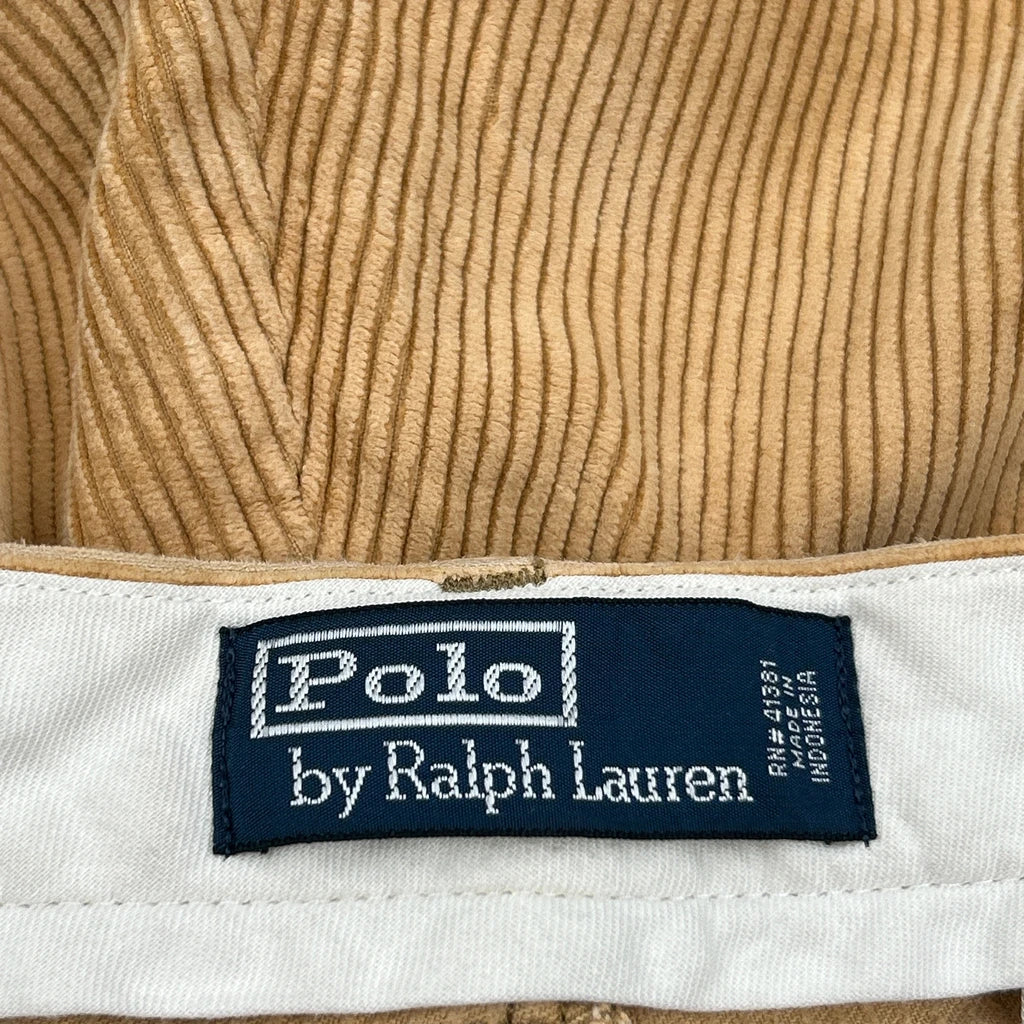 Polo
by Ralph Lauren
RN# 41381
MADE IN
INDONESIA